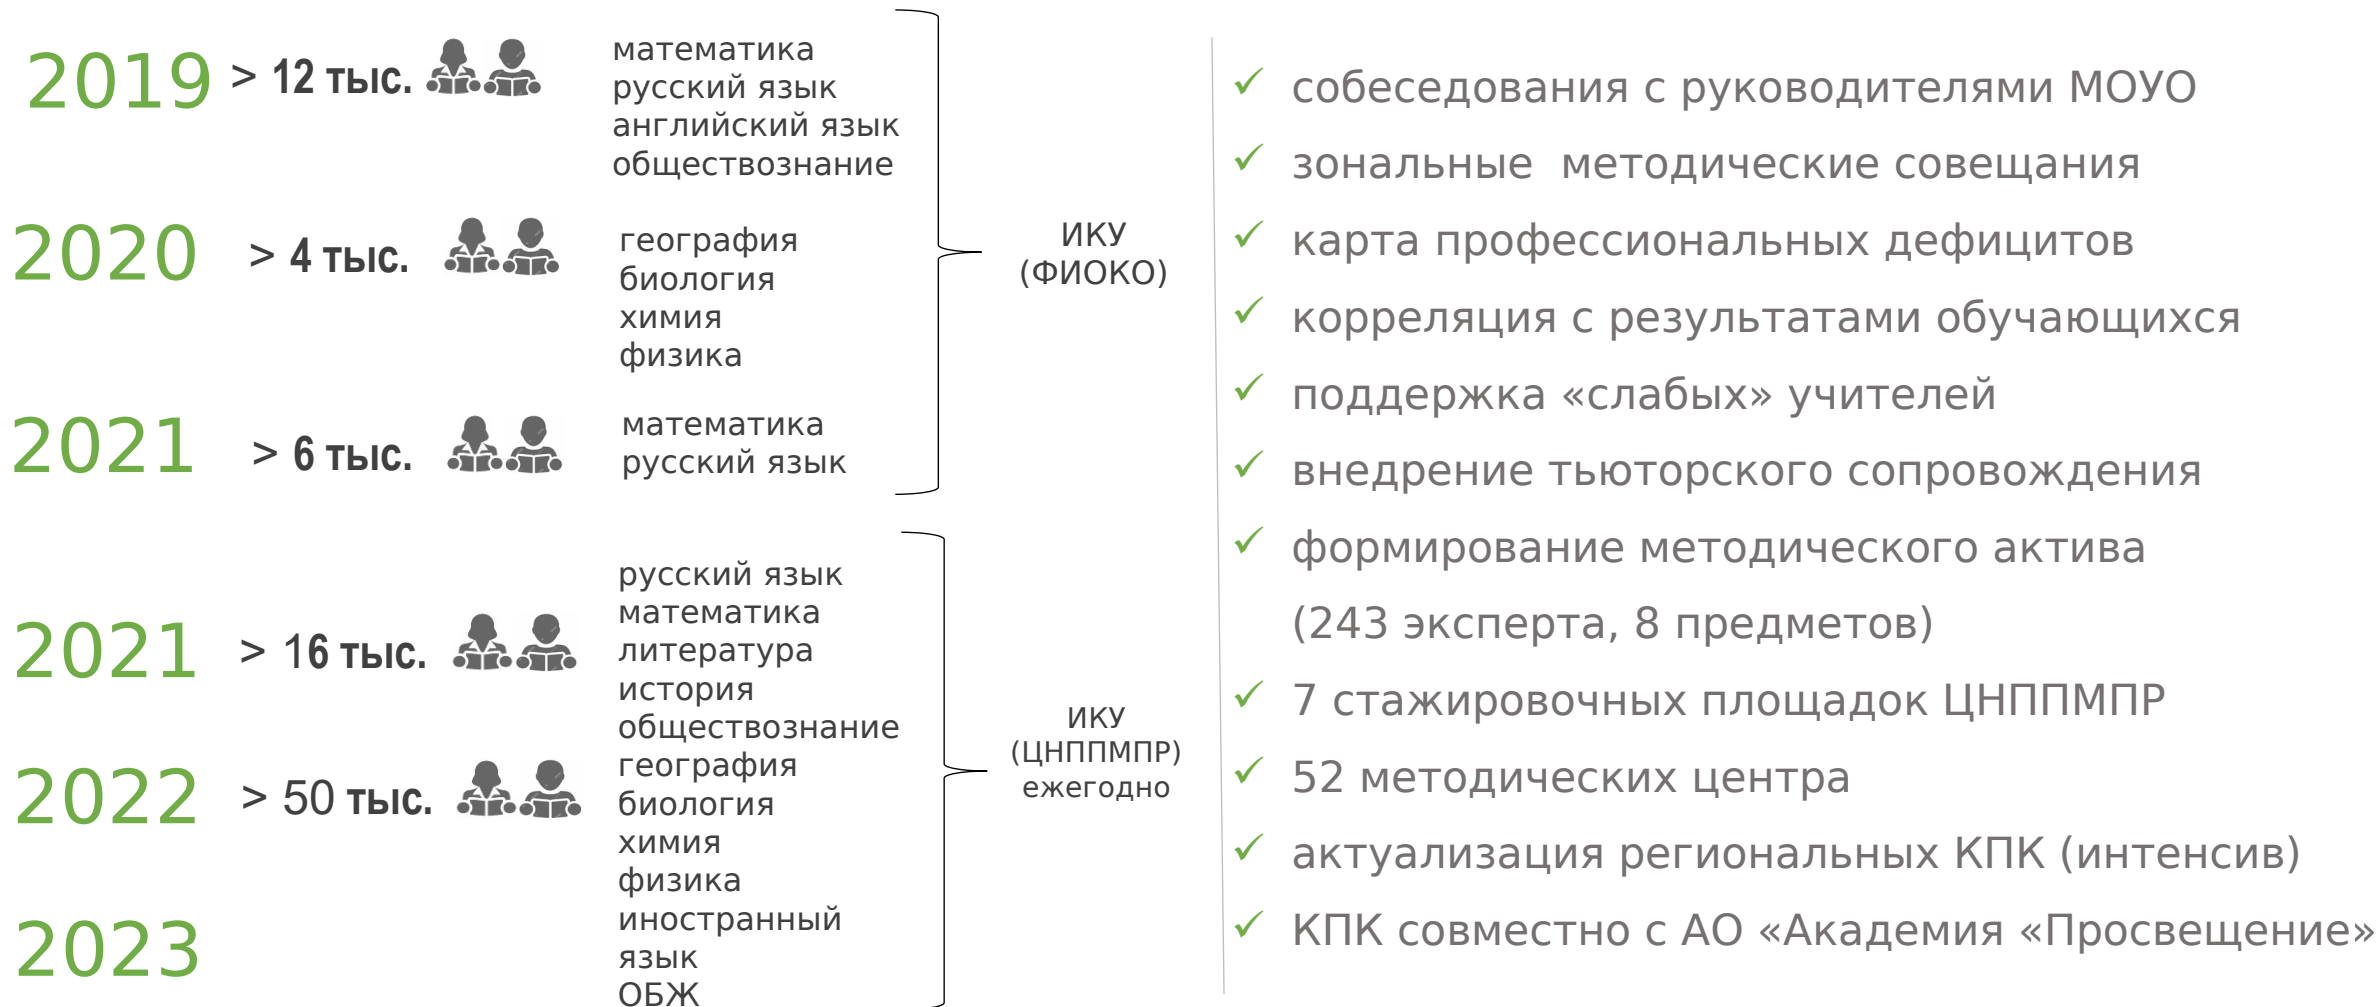 2019
> 12 тыс.
математика
русский язык
английский язык
обществознание
2020
> 4 тыс.
география
биология
химия
физика
2021
> 6 тыс.
математика
русский язык
ИКУ
(ФИОКО)
2021
> 16 тыс.
2022
> 50 тыс.
2023
русский язык
математика
литература
история
обществознание
география
биология
химия
физика
иностранный
язык
ОБЖ
ИКУ
(ЦНППМПР)
ежегодно
✓ собеседования с руководителями МОУО
✓ зональные методические совещания
✓ карта профессиональных дефицитов
✓ корреляция с результатами обучающихся
✓ поддержка «слабых» учителей
✓ внедрение тьюторского сопровождения
✓ формирование методического актива
(243 эксперта, 8 предметов)
✓ 7 стажировочных площадок ЦНППМПР
✓ 52 методических центра
✓ актуализация региональных КПК (интенсив)
✓ КПК совместно с АО «Академия «Просвещение»